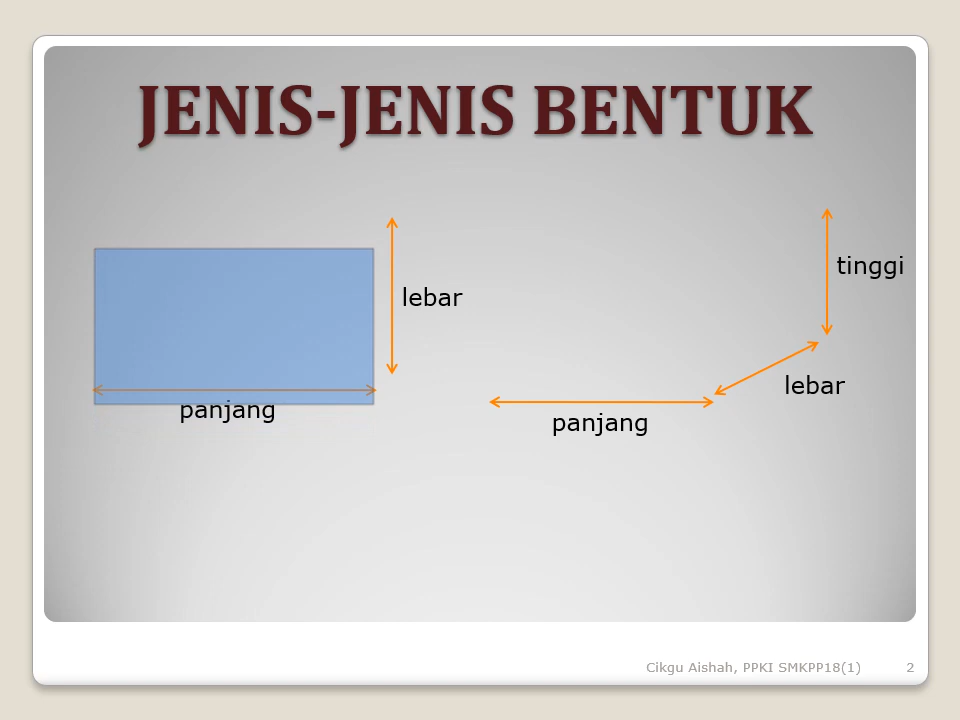 JENIS-JENIS BENTUK
tinggi
lebar
lebar
panjang
panjang
Cikgu Aishah, PPKI SMKPP18(1) 2